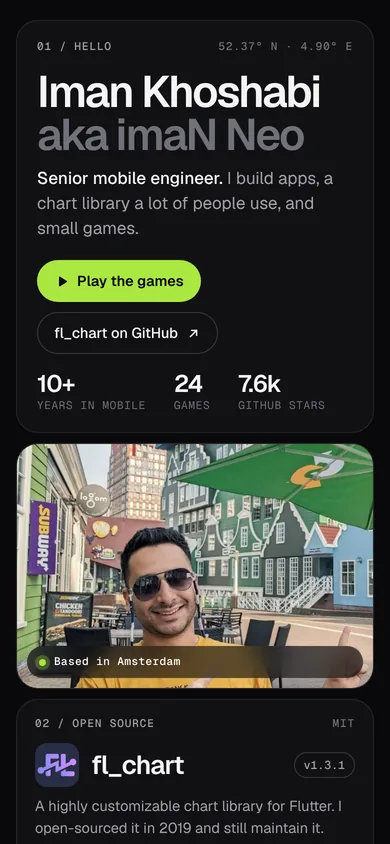 01 / HELLO
52.37° N · 4.90° E
Iman Khoshabi
aka imaN Neo
Senior mobile engineer. I build apps, a
chart library a lot of people use, and
small games.
Play the games
fl_chart on GitHub ↗
10+
YEARS IN MOBILE
24
GAMES
7.6k
GITHUB STARS
lagom
SUBWAY
CHICKEN
TANDOORI
Based in Amsterdam
02 / OPEN SOURCE
MIT
fl_chart
v1.3.1
A highly customizable chart library for Flutter. I
open-sourced it in 2019 and still maintain it.